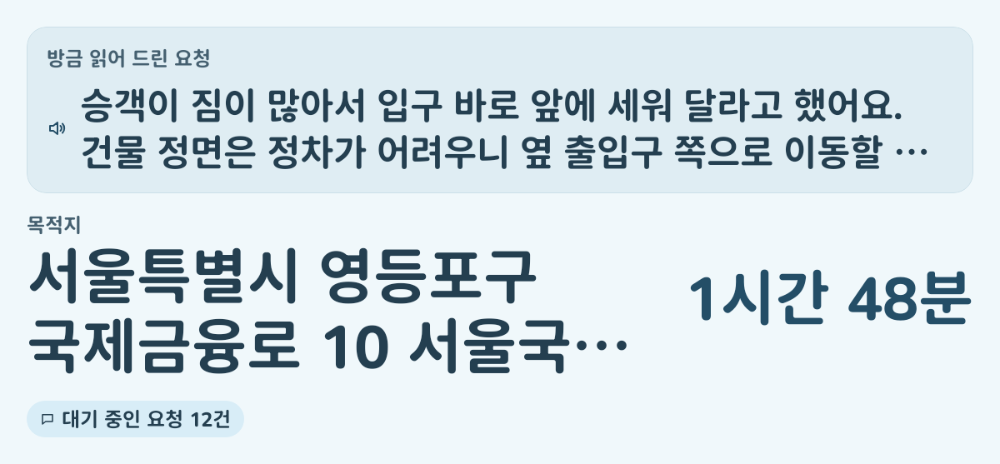 방금 읽어 드린 요청
승객이 짐이 많아서 입구 바로 앞에 세워 달라고 했어요.
건물 정면은 정차가 어려우니 옆 출입구 쪽으로 이동할 …
목적지
서울특별시 영등포구
국제금융로 10 서울국…
1시간 48분
대기 중인 요청 12건